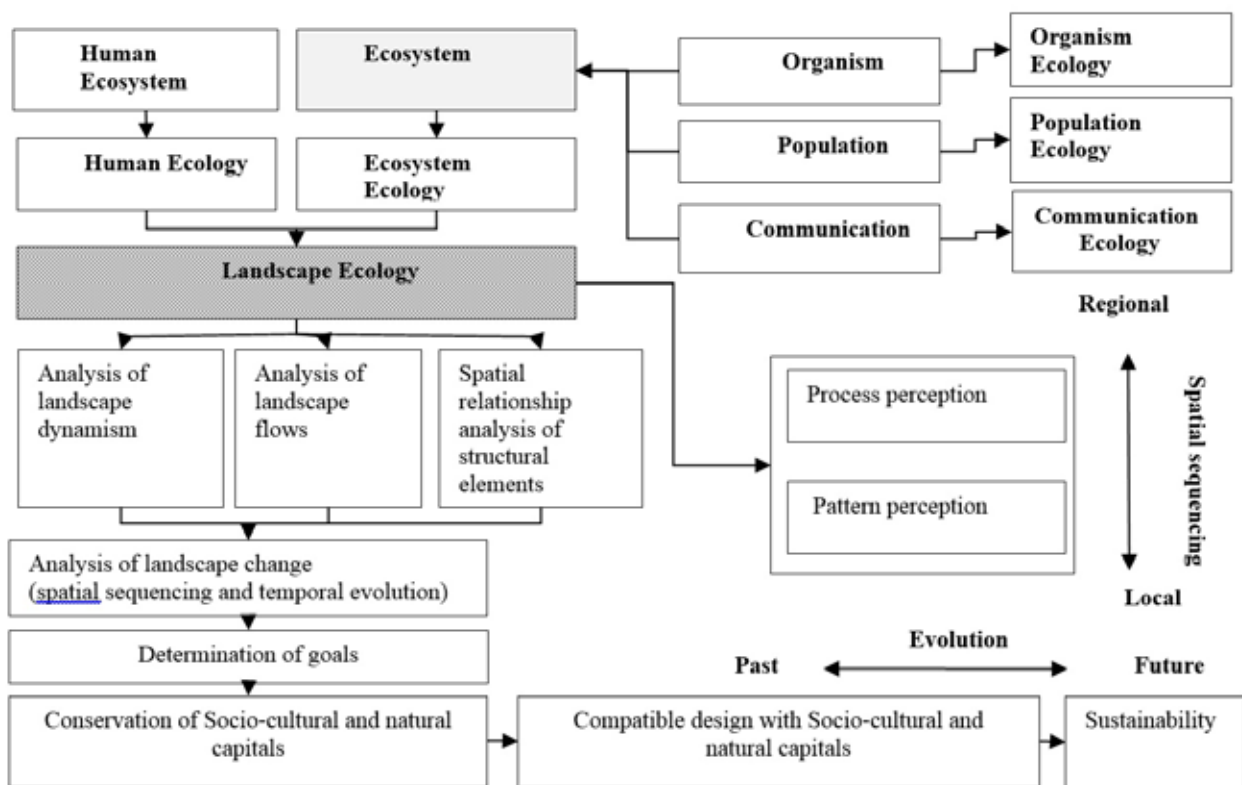 Human
Ecosystem
Ecosystem
Organism
Organism
Ecology
Human Ecology
Ecosystem
Ecology
Population
Population
Ecology
Communication
Communication
Ecology
Landscape Ecology
Regional
Analysis of
landscape
dynamism
Analysis of
landscape
flows
Spatial
relationship
analysis of
structural
elements
Process perception
Pattern perception
Spatial sequencing
Local
Analysis of landscape change
(spatial sequencing and temporal evolution)
Determination of goals
Evolution
Past
Future
Conservation of Socio-cultural and natural
capitals
Compatible design with Socio-cultural and
natural capitals
Sustainability